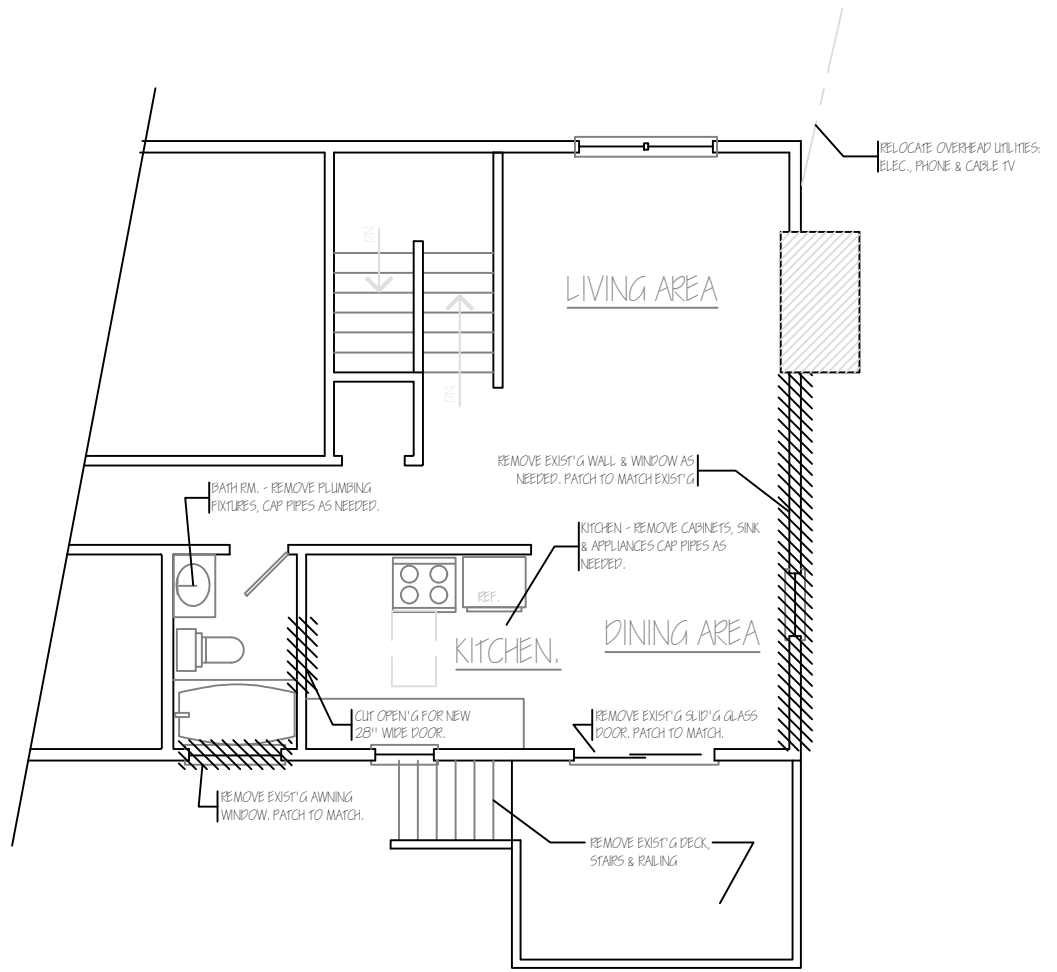 RELOCATE OVERHEAD UTILITIES:
ELEC., PHONE & CABLE TV
DN.
LIVING AREA
DN.
REMOVE EXIST'G WALL & WINDOW AS
NEEDED. PATCH TO MATCH EXIST'G
BATH RM. - REMOVE PLUMBING
FIXTURES, CAP PIPES AS NEEDED.
KITCHEN - REMOVE CABINETS, SINK
& APPLIANCES CAP PIPES AS
NEEDED.
REF.
DINING AREA
KITCHEN.
CUT OPEN'G FOR NEW
28" WIDE DOOR.
REMOVE EXIST'G SLID'G GLASS
DOOR. PATCH TO MATCH.
REMOVE EXIST'G AWNING
WINDOW. PATCH TO MATCH.
REMOVE EXIST'G DECK,
STAIRS & RAILING